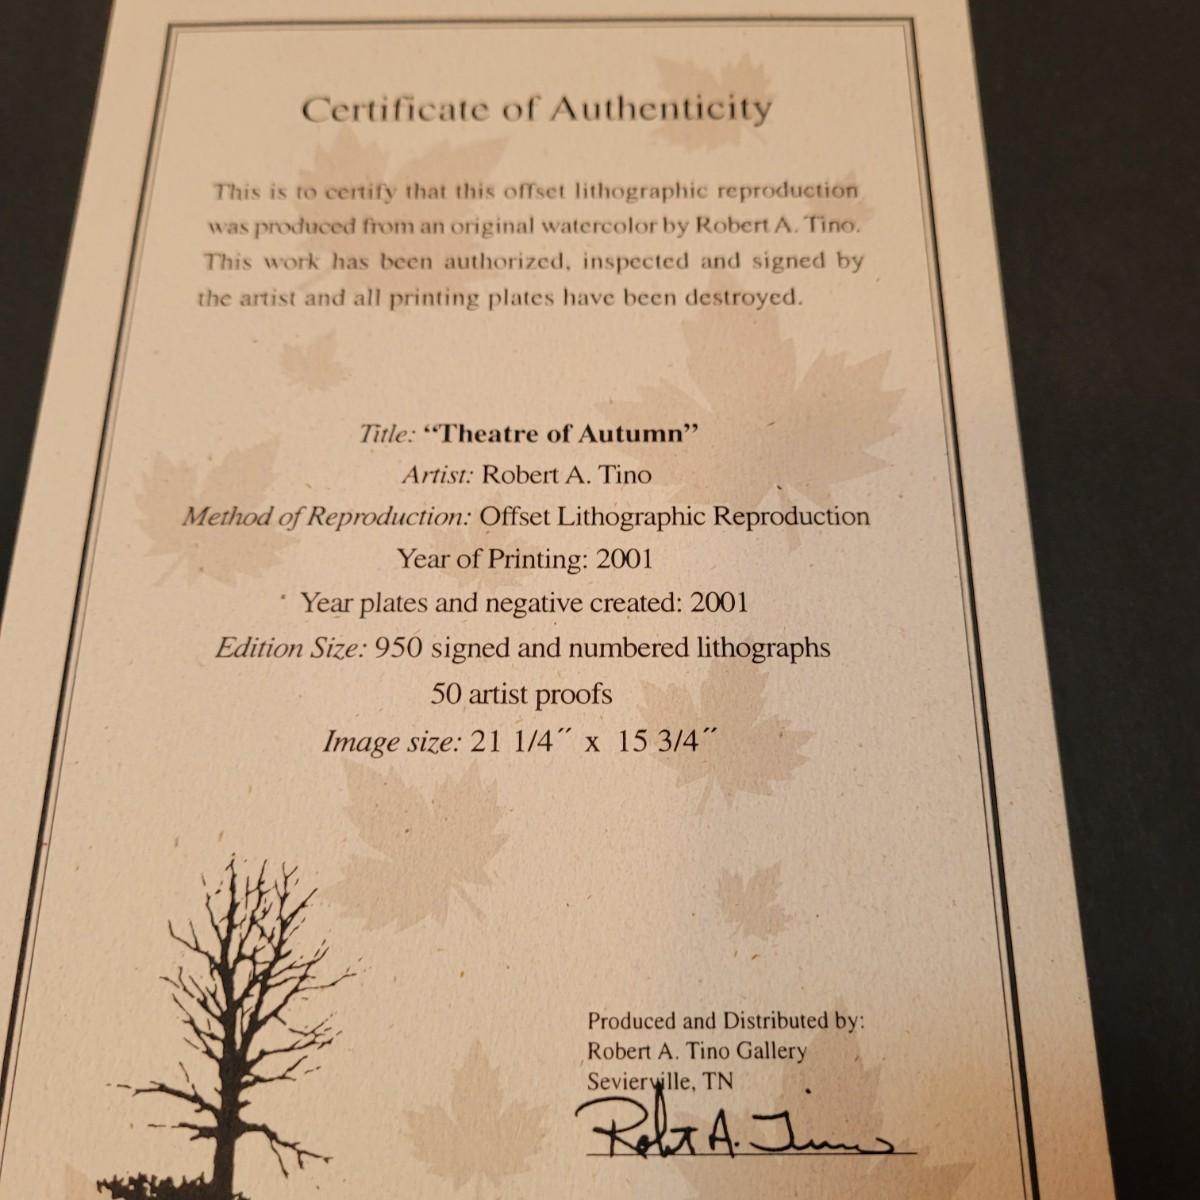 Certificate of Authenticity
This is to certify that this offset lithographic reproduction
was produced from an original watercolor by Robert A. Tino.
This work has been authorized, inspected and signed by
the artist and all printing plates have been destroyed.
Title: “Theatre of Autumn”
Artist: Robert A. Tino
Method of Reproduction: Offset Lithographic Reproduction
Year of Printing: 2001
Year plates and negative created: 2001
Edition Size: 950 signed and numbered lithographs
50 artist proofs
Image size: 21 1/4˝ x 15 3/4˝
Produced and Distributed by:
Robert A. Tino Gallery
Sevierville, TN
Robt A. Tino